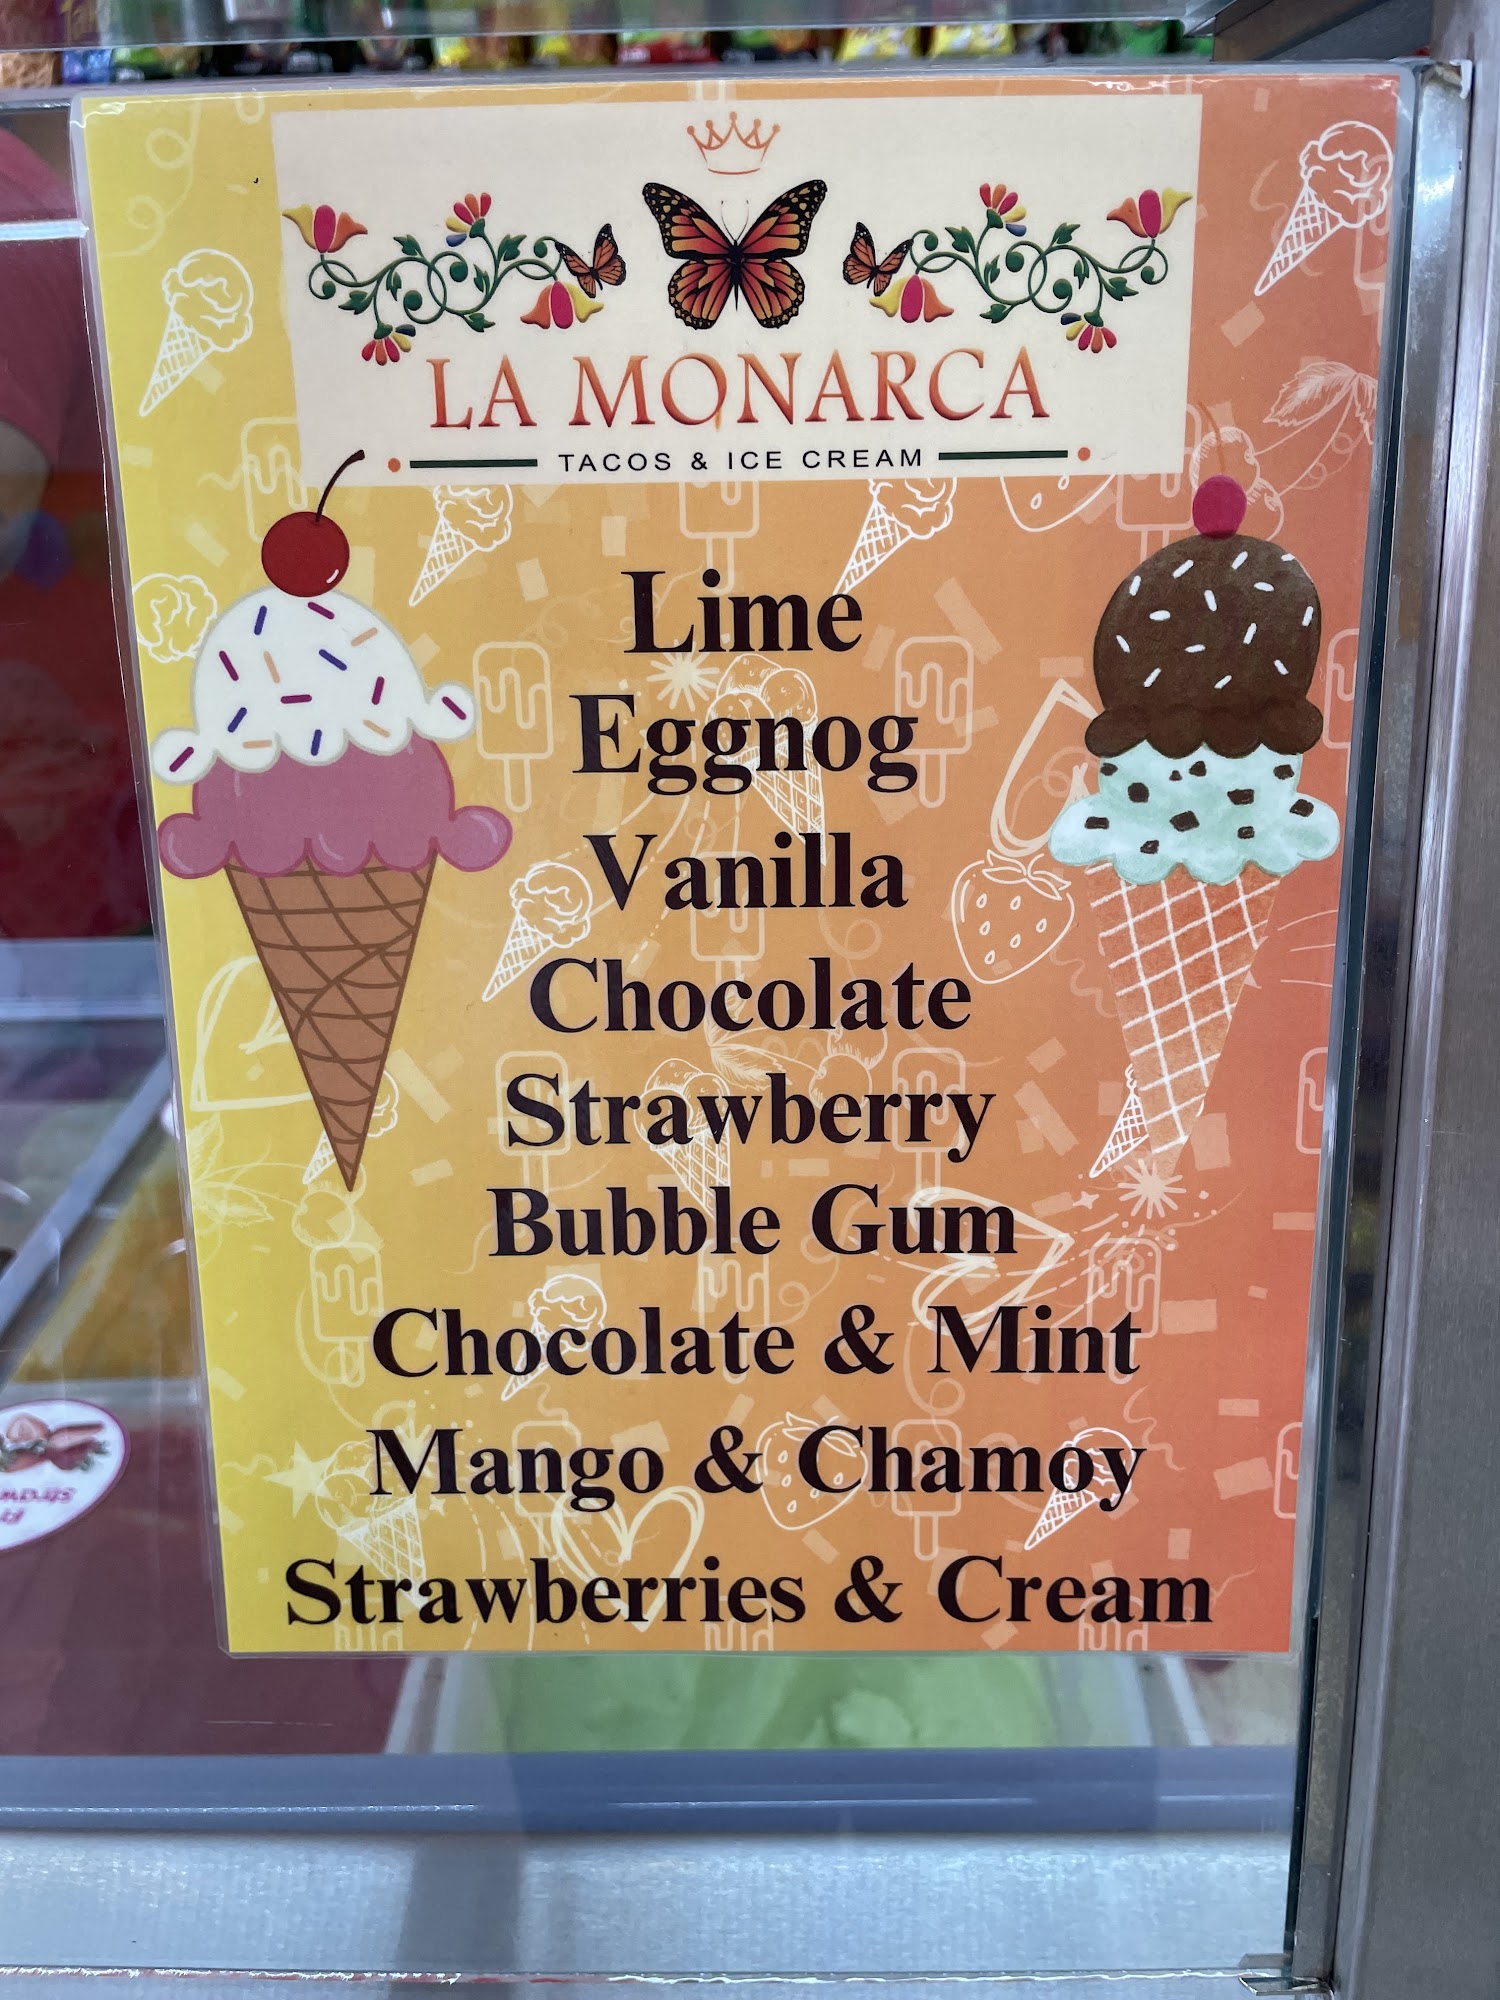 LA MONARCA
TACOS & ICE CREAM
Lime
Eggnog
Vanilla
Chocolate
Strawberry
Bubble Gum
Chocolate & Mint
Mango & Chamoy
Strawberries & Cream